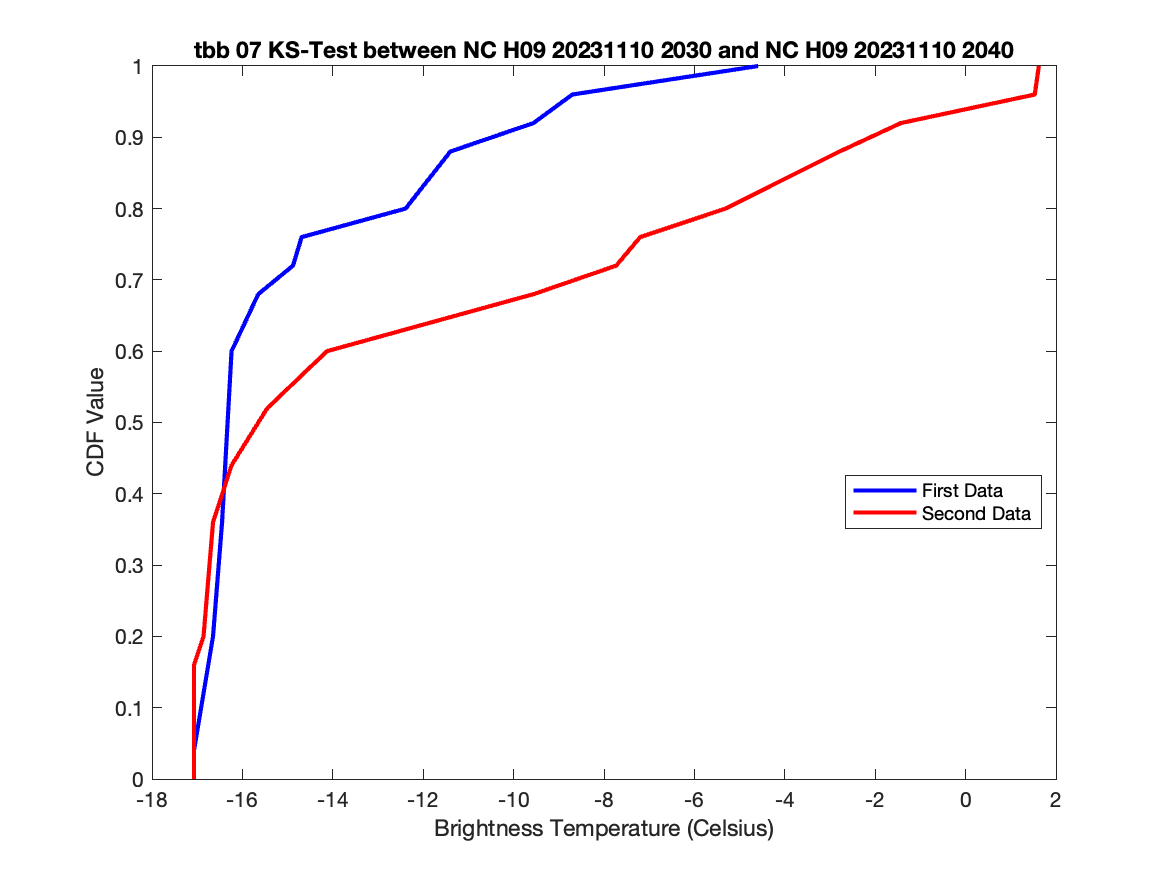 tbb 07 KS-Test between NC H09 20231110 2030 and NC H09 20231110 2040
1
0.9
0.8
0.7
0.6
0.5
0.4
0.3
0.2
0.1
0
CDF Value
First Data
Second Data
-18 -16 -14 -12 -10 -8 -6 -4 -2 0 2
Brightness Temperature (Celsius)